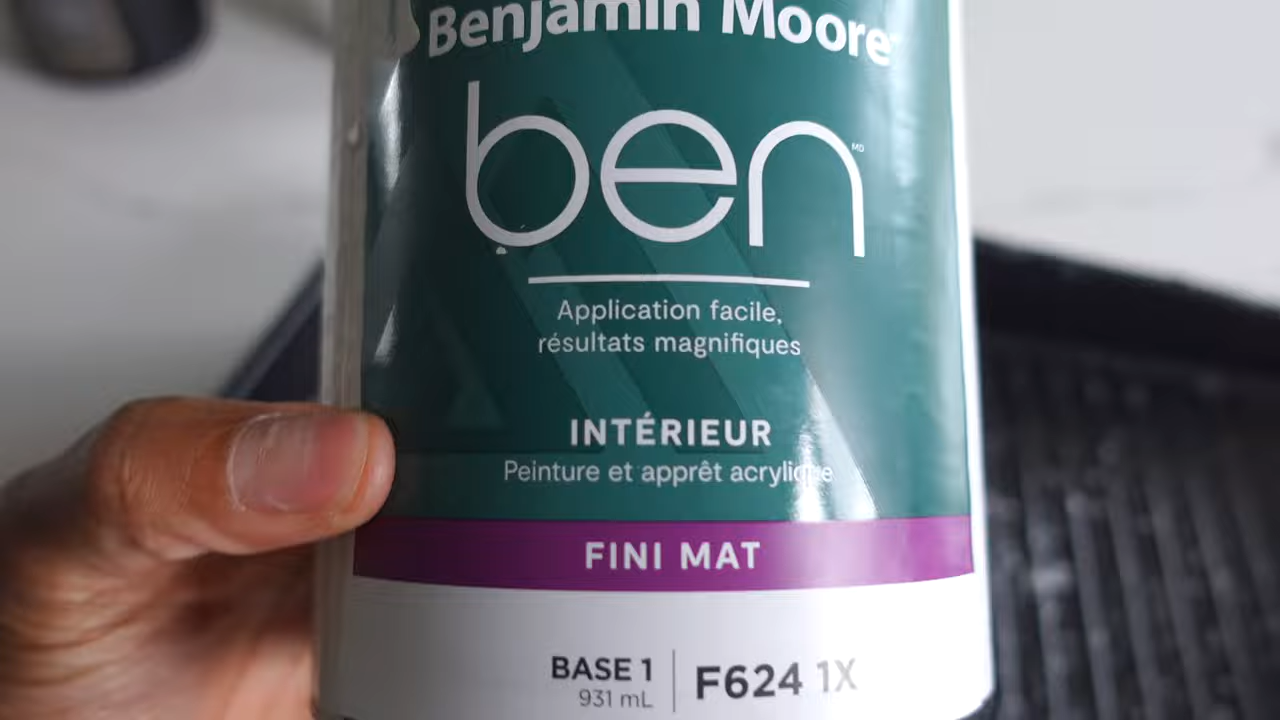 Benjamin Moore
ben MD
Application facile,
résultats magnifiques
INTÉRIEUR
Peinture et apprêt acrylique
FINI MAT
BASE 1
931 mL
F624 1X